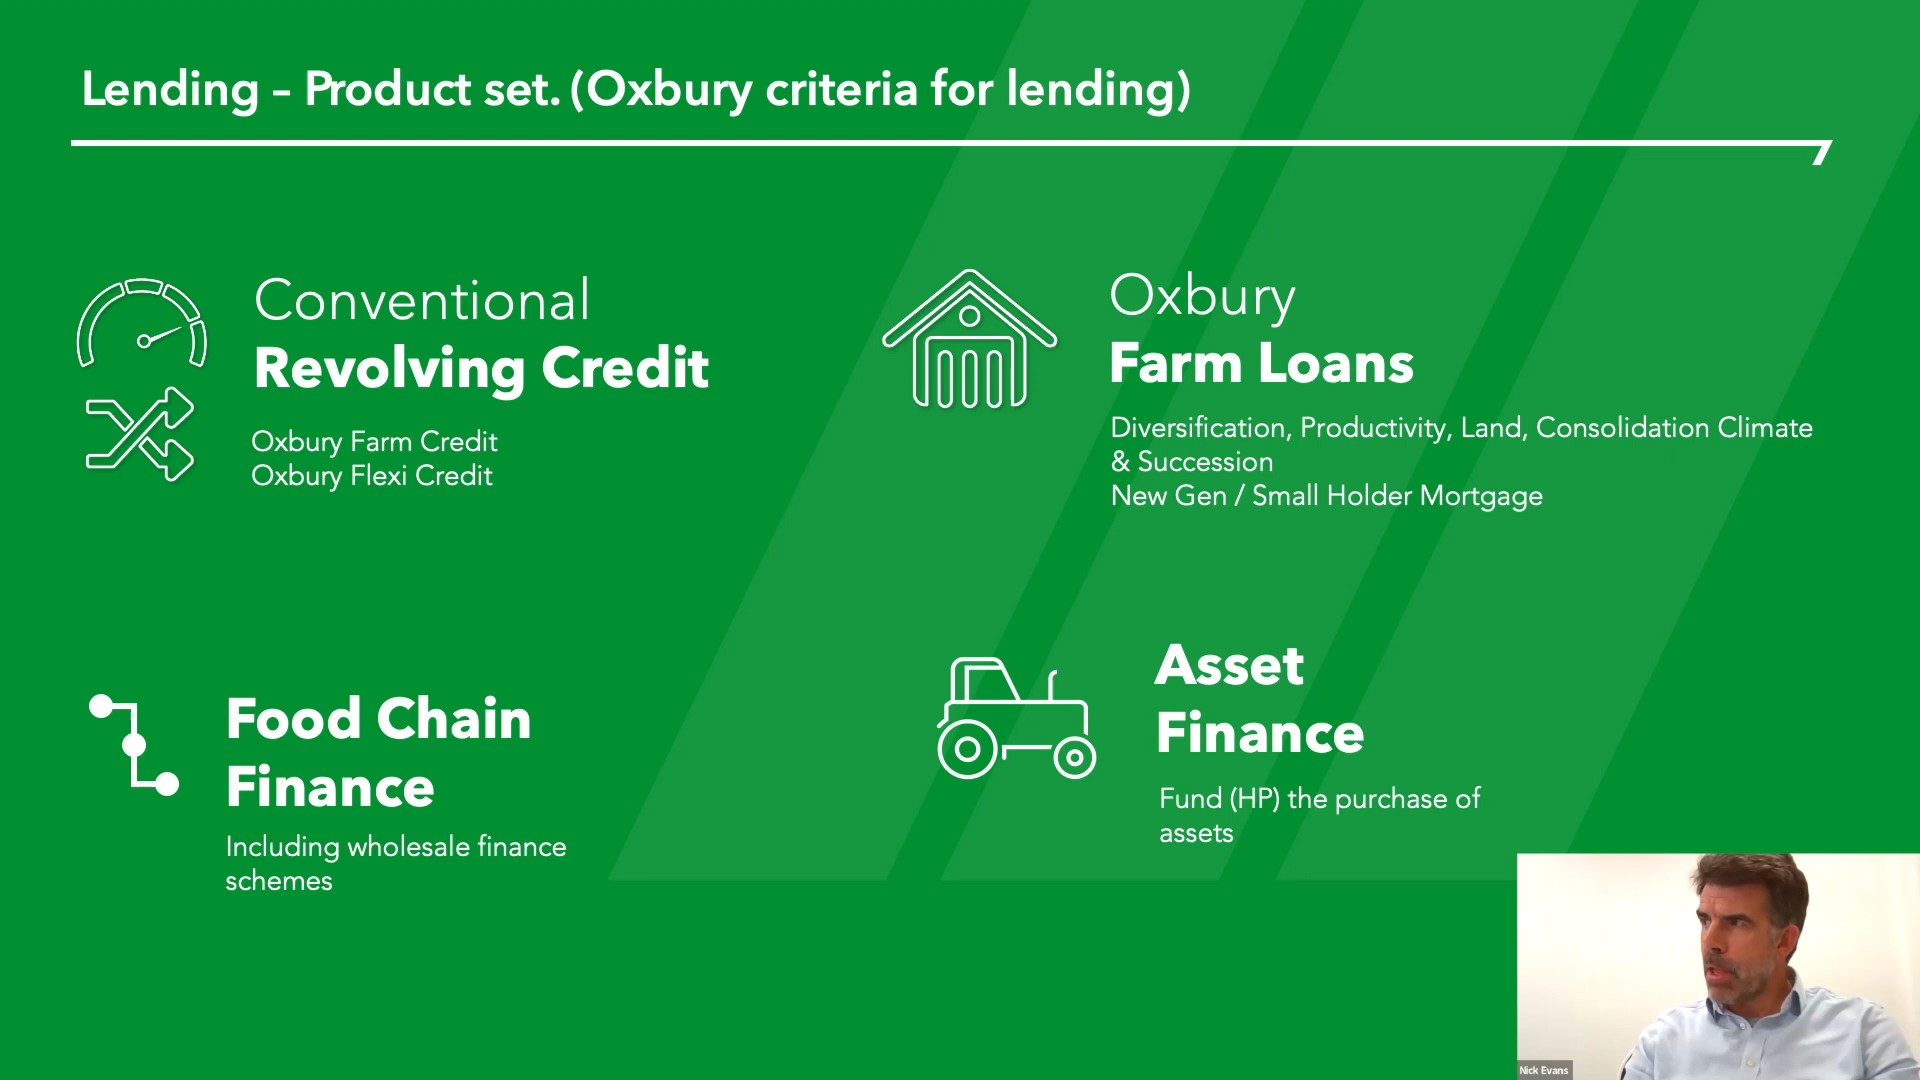 Lending – Product set. (Oxbury criteria for lending)
Conventional
Revolving Credit
Oxbury Farm Credit
Oxbury Flexi Credit
Oxbury
Farm Loans
Diversification, Productivity, Land, Consolidation Climate
& Succession
New Gen / Small Holder Mortgage
Food Chain
Finance
Including wholesale finance
schemes
Asset
Finance
Fund (HP) the purchase of
assets
Nick Evans